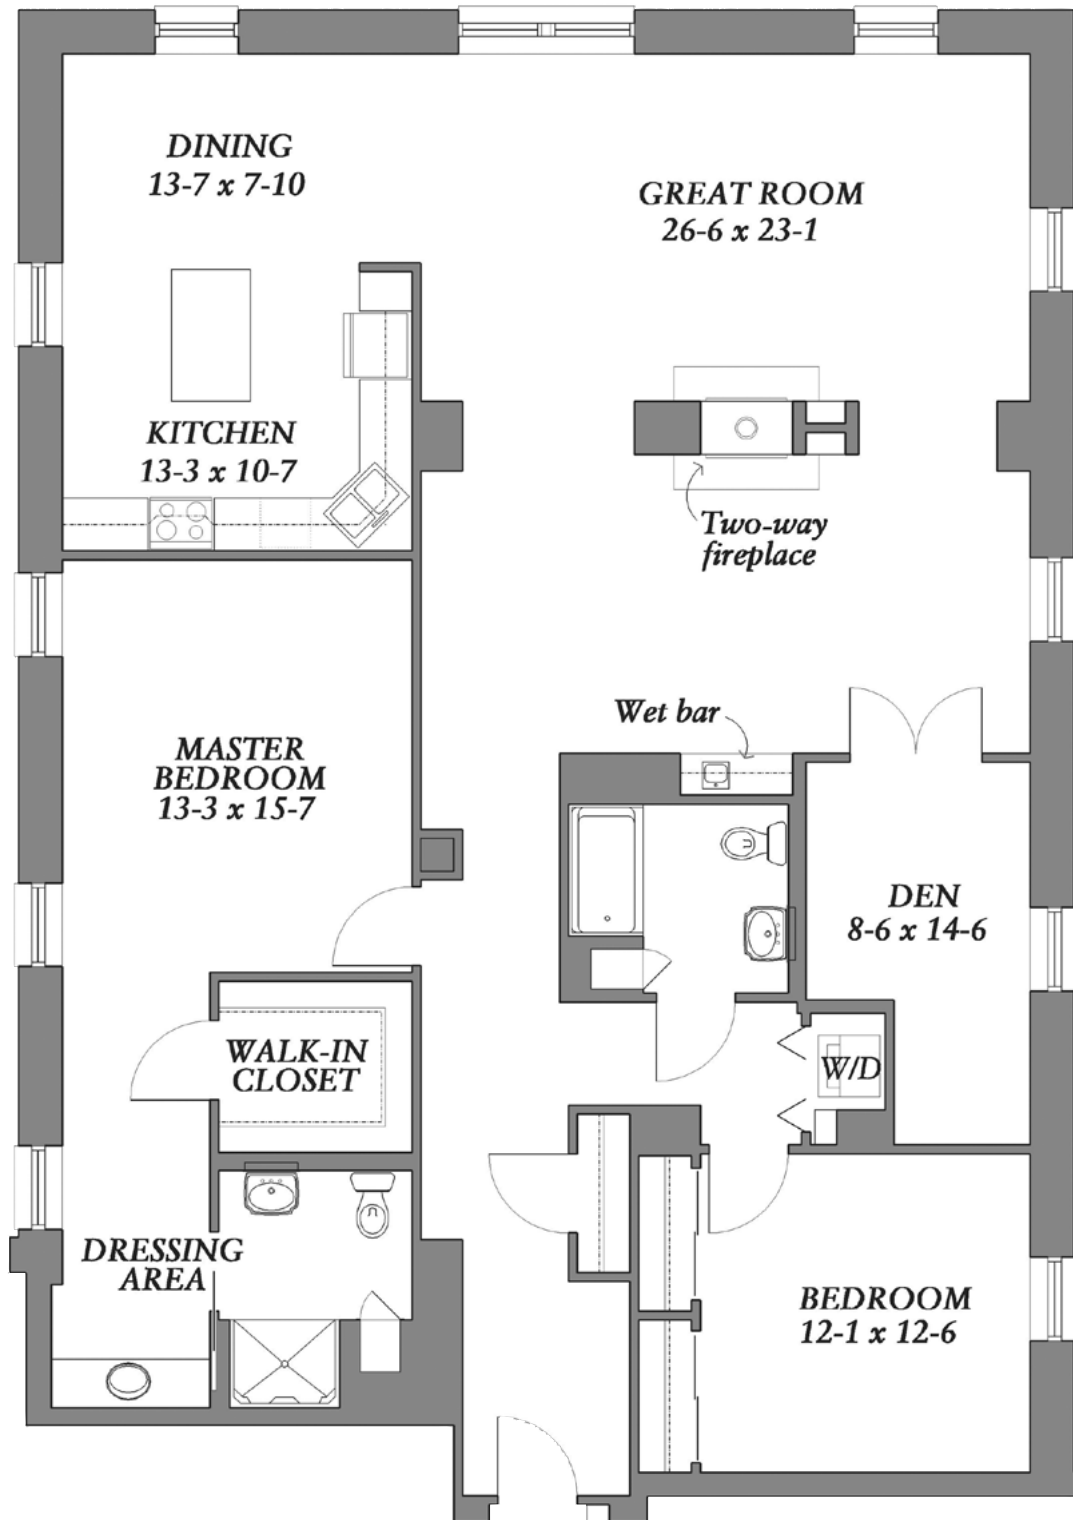 DINING
13-7 x 7-10
GREAT ROOM
26-6 x 23-1
KITCHEN
13-3 x 10-7
Two-way
fireplace
Wet bar
MASTER
BEDROOM
13-3 x 15-7
DEN
8-6 x 14-6
WALK-IN
CLOSET
W/D
DRESSING
AREA
BEDROOM
12-1 x 12-6